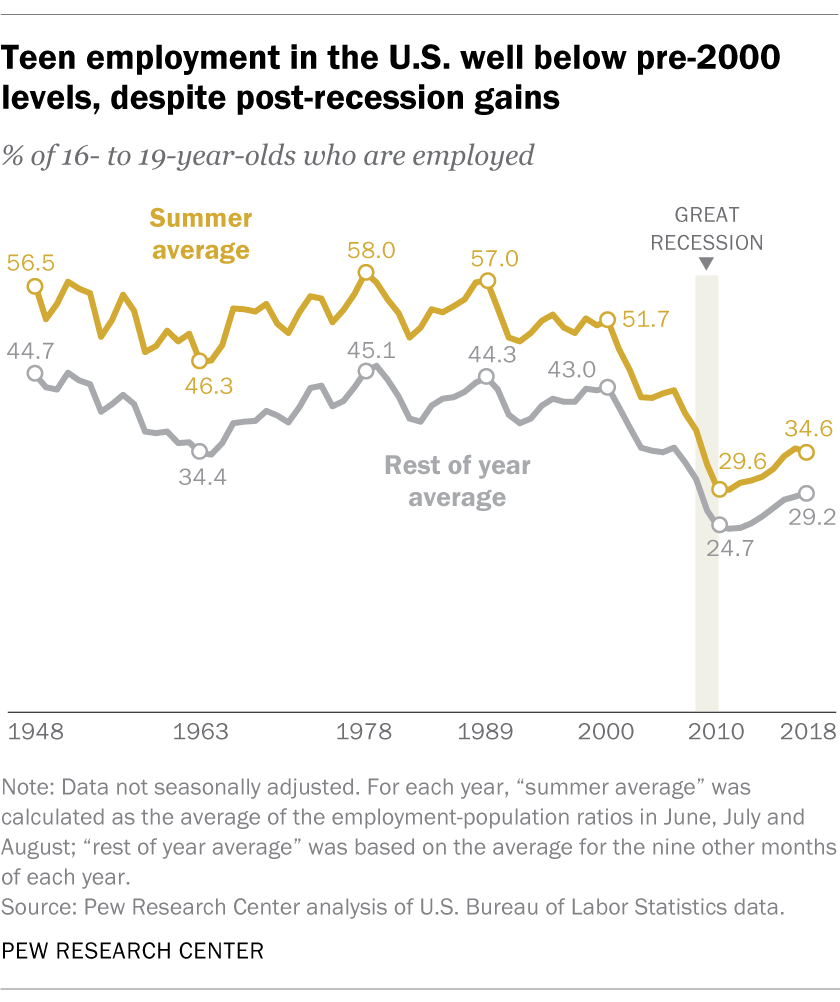 Teen employment in the U.S. well below pre-2000
levels, despite post-recession gains
% of 16- to 19-year-olds who are employed
GREAT
RECESSION
Summer
average
56.5
58.0
57.0
51.7
46.3
44.7
45.1
44.3
43.0
34.4
34.6
29.6
Rest of year
average
24.7
29.2
1948
1963
1978
1989
2000
2010
2018
Note: Data not seasonally adjusted. For each year, “summer average” was
calculated as the average of the employment-population ratios in June, July and
August; “rest of year average” was based on the average for the nine other months
of each year.
Source: Pew Research Center analysis of U.S. Bureau of Labor Statistics data.
PEW RESEARCH CENTER